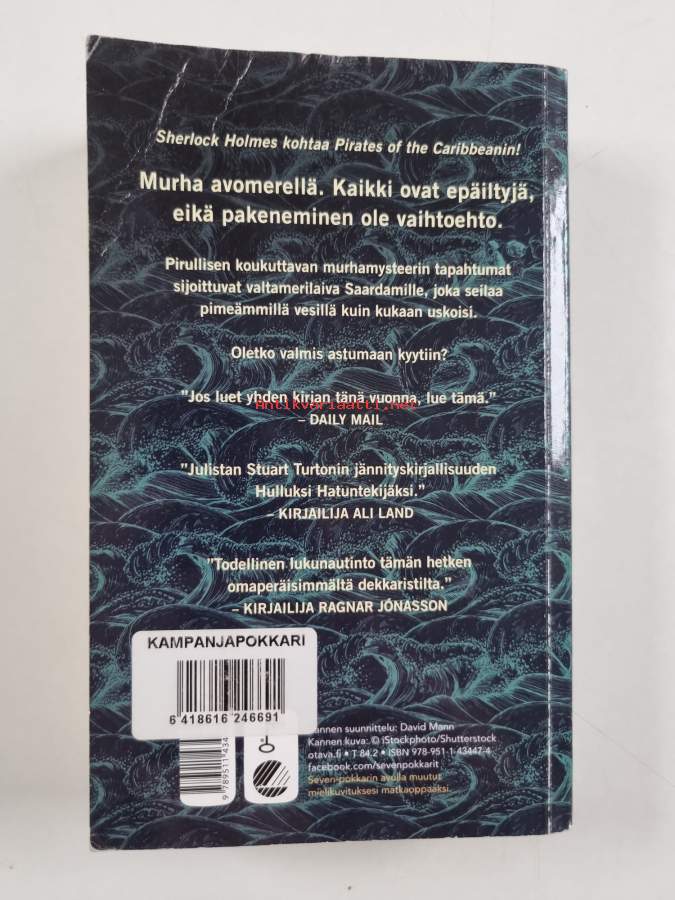 Sherlock Holmes kohtaa Pirates of the Caribbeanin!
Murha avomerellä. Kaikki ovat epäiltyjä,
eikä pakeneminen ole vaihtoehto.
Pirullisen koukuttavan murhamysteerin tapahtumat
sijoittuvat valtamerilaiva Saardamille, joka seilaa
pimeämmillä vesillä kuin kukaan uskoisi.
Oletko valmis astumaan kyytiin?
"Jos luet yhden kirjan tänä vuonna, lue tämä."
Antikvariaatti.net
– DAILY MAIL
"Julistan Stuart Turtonin jännityskirjallisuuden
Hulluksi Hatuntekijäksi."
– KIRJAILIJA ALI LAND
"Todellinen lukunautinto tämän hetken
omaperäisimmältä dekkaristilta."
– KIRJAILIJA RAGNAR JÓNASSON
KAMPANJAPOKKARI
6 418616 246691
9 789511 434
Kannen suunnittelu: David Mann
Kannen kuva: © iStockphoto/Shutterstock
otava.fi • T 84.2 • ISBN 978-951-1-43447-4
facebook.com/sevenpokkarit
Seven-pokkarin avulla muutut
mielikuvituksesi matkaoppaaksi.